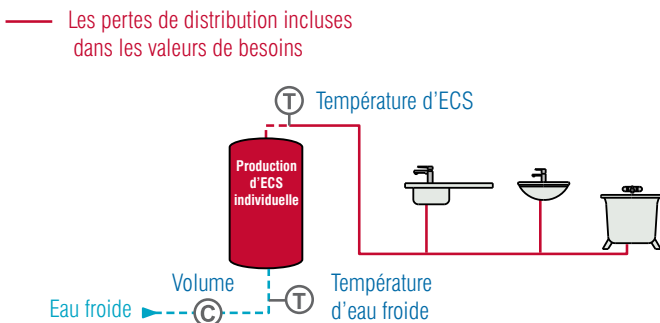 Les pertes de distribution incluses
dans les valeurs de besoins
T Température d'ECS
Production
d'ECS
individuelle
Volume
Température
T
d'eau froide
Eau froide
C